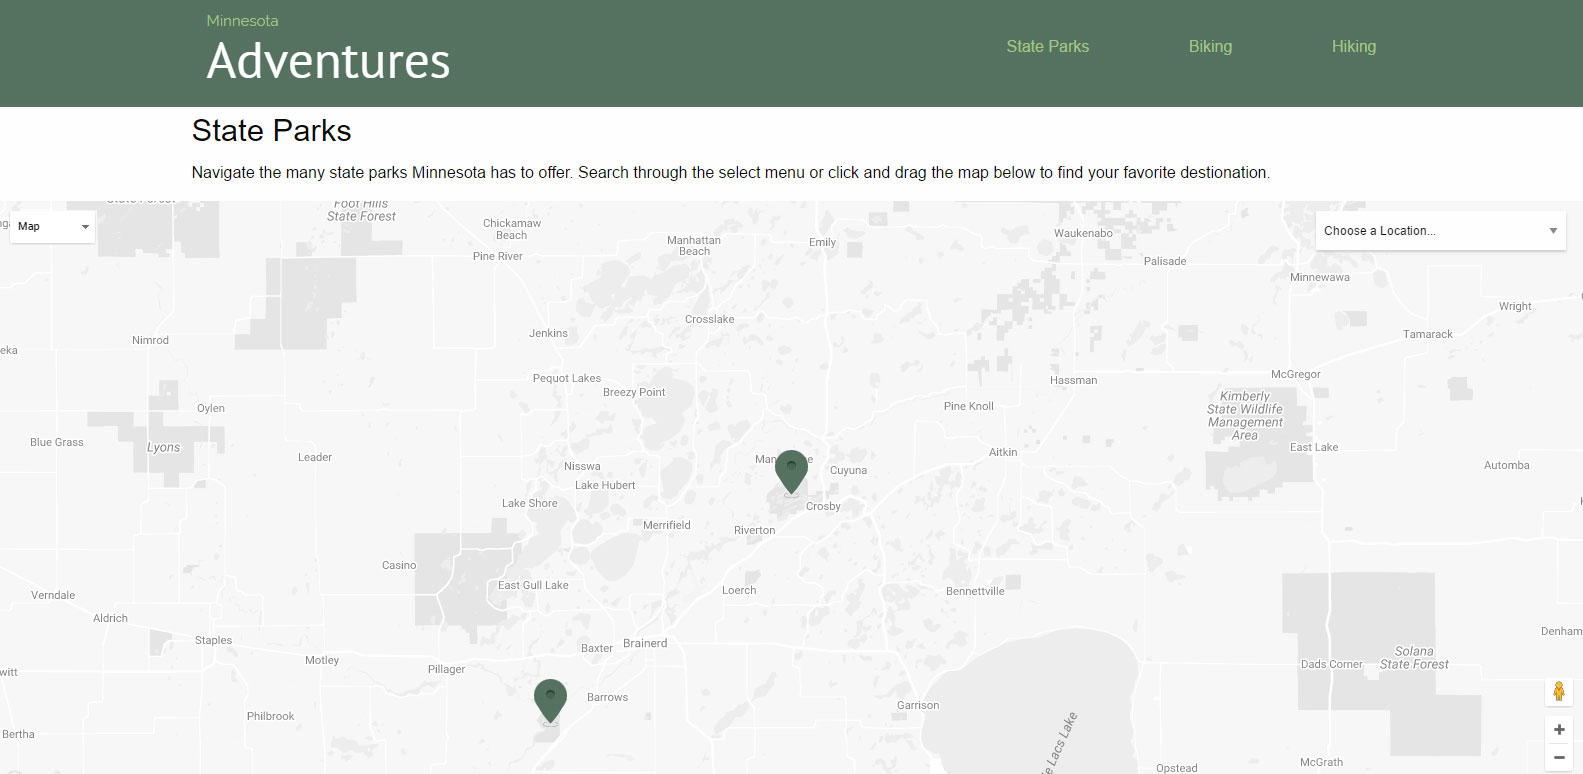 Minnesota
Adventures
State Parks
Biking
Hiking
State Parks
Navigate the many state parks Minnesota has to offer. Search through the select menu or click and drag the map below to find your favorite destionation.
Map
Choose a Location...
State Forest
Foot Hills
State Forest
Chickamaw
Beach
Manhattan
Beach
Emily
Waukenabo
Pine River
Palisade
Minnewawa
Wright
Crosslake
Jenkins
Nimrod
Tamarack
eka
Pequot Lakes
Breezy Point
Hassman
McGregor
Oylen
Pine Knoll
Kimberly
State Wildlife
Management
Area
Blue Grass
Lyons
East Lake
Leader
Aitkin
Nisswa
Man
e
Cuyuna
Automba
Lake Hubert
Lake Shore
Crosby
Merrifield
Riverton
Casino
East Gull Lake
Loerch
Bennettville
Verndale
Aldrich
Staples
Baxter
Brainerd
Denham
Motley
Pillager
Dads Corner
Solana
State Forest
witt
Barrows
Garrison
Philbrook
Bertha
e Lacs Lake
Opstead
McGrath
+
−